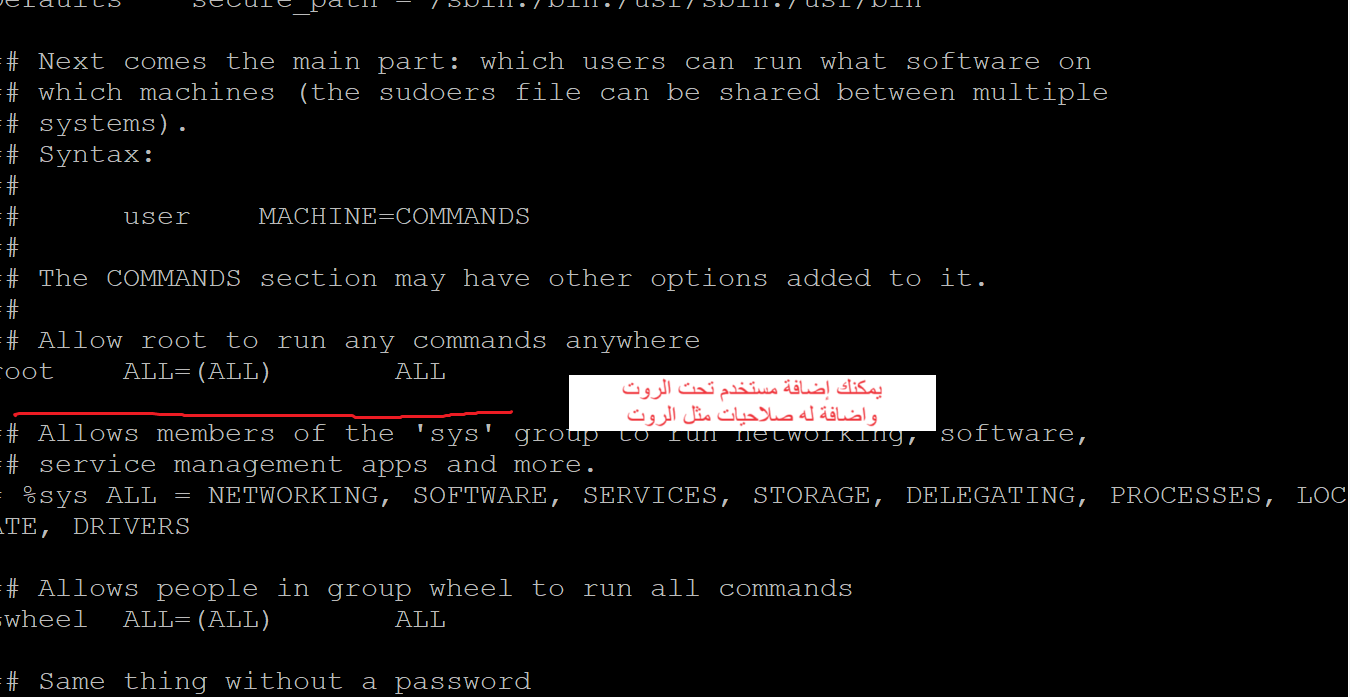 Defaults    secure_path = /sbin:/bin:/usr/sbin:/usr/bin
## Next comes the main part: which users can run what software on
## which machines (the sudoers file can be shared between multiple
## systems).
## Syntax:
##
##      user    MACHINE=COMMANDS
##
## The COMMANDS section may have other options added to it.
##
## Allow root to run any commands anywhere
root    ALL=(ALL)       ALL
يمكنك إضافة مستخدم تحت الروت
واضافة له صلاحيات مثل الروت
## Allows members of the 'sys' group to run networking, software,
## service management apps and more.
# %sys ALL = NETWORKING, SOFTWARE, SERVICES, STORAGE, DELEGATING, PROCESSES, LOC
ATE, DRIVERS
## Allows people in group wheel to run all commands
%wheel  ALL=(ALL)       ALL
## Same thing without a password